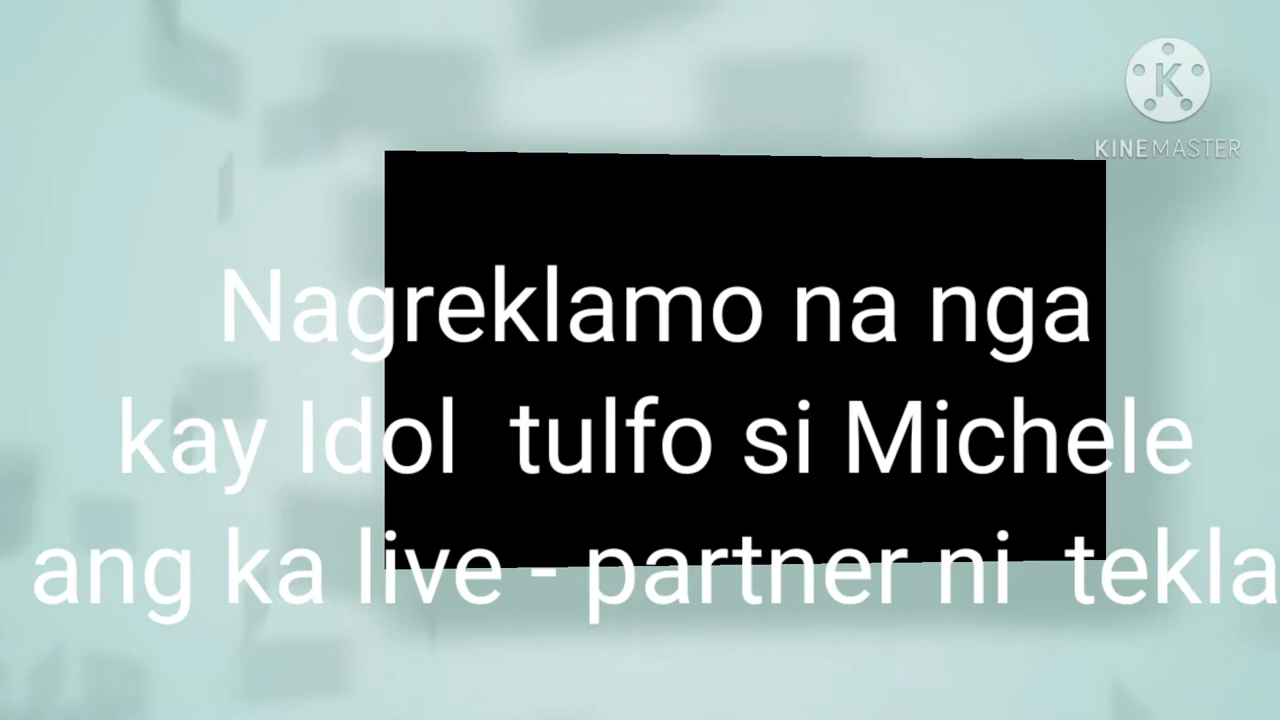 K
KINEMASTER
Nagreklamo na nga
kay Idol tulfo si Michele
ang ka live - partner ni tekla